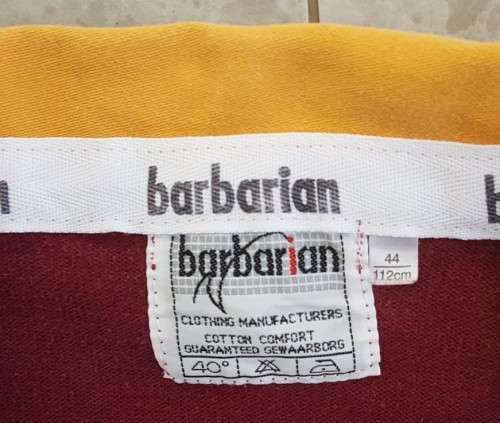 barbarian
barbarian
44
112cm
CLOTHING MANUFACTURERS
COTTON COMFORT
GUARANTEED GEWAARBORG
40°